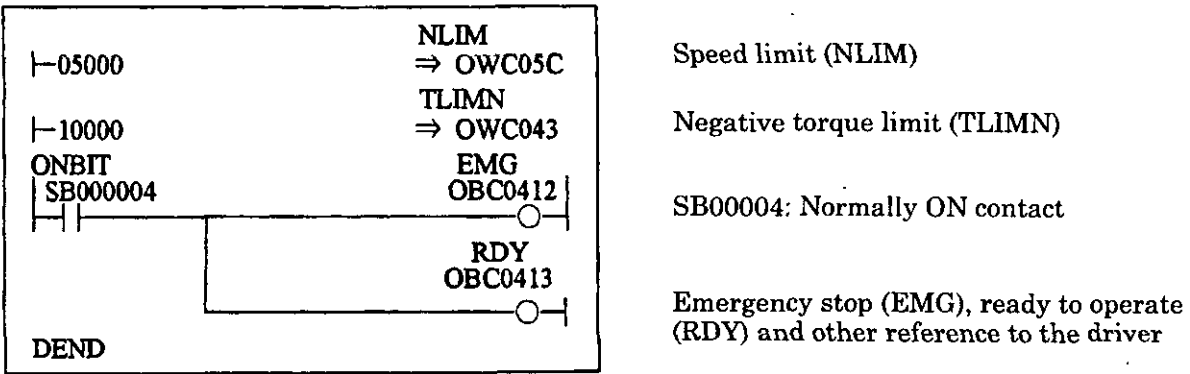 NLIM
⊢05000 ⇒ OWC05C
Speed limit (NLIM)
TLIMN
⊢10000 ⇒ OWC043
Negative torque limit (TLIMN)
ONBIT EMG
SB000004 OBC0412
SB00004: Normally ON contact
RDY
OBC0413
Emergency stop (EMG), ready to operate
(RDY) and other reference to the driver
DEND